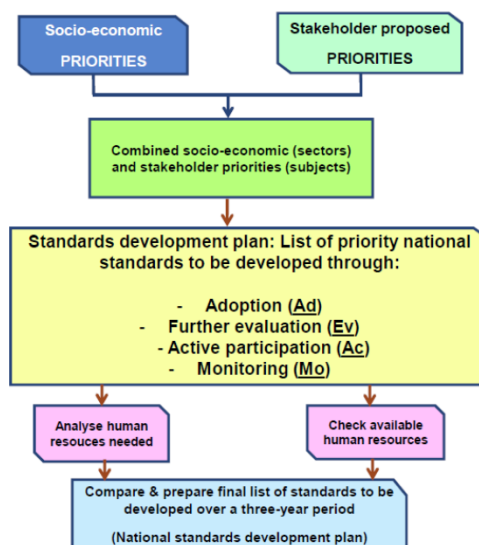 Socio-economic
PRIORITIES
Stakeholder proposed
PRIORITIES
Combined socio-economic (sectors)
and stakeholder priorities (subjects)
Standards development plan: List of priority national
standards to be developed through:
- Adoption (Ad)
- Further evaluation (Ev)
- Active participation (Ac)
- Monitoring (Mo)
Analyse human
resouces needed
Check available
human resources
Compare & prepare final list of standards to be
developed over a three-year period
(National standards development plan)